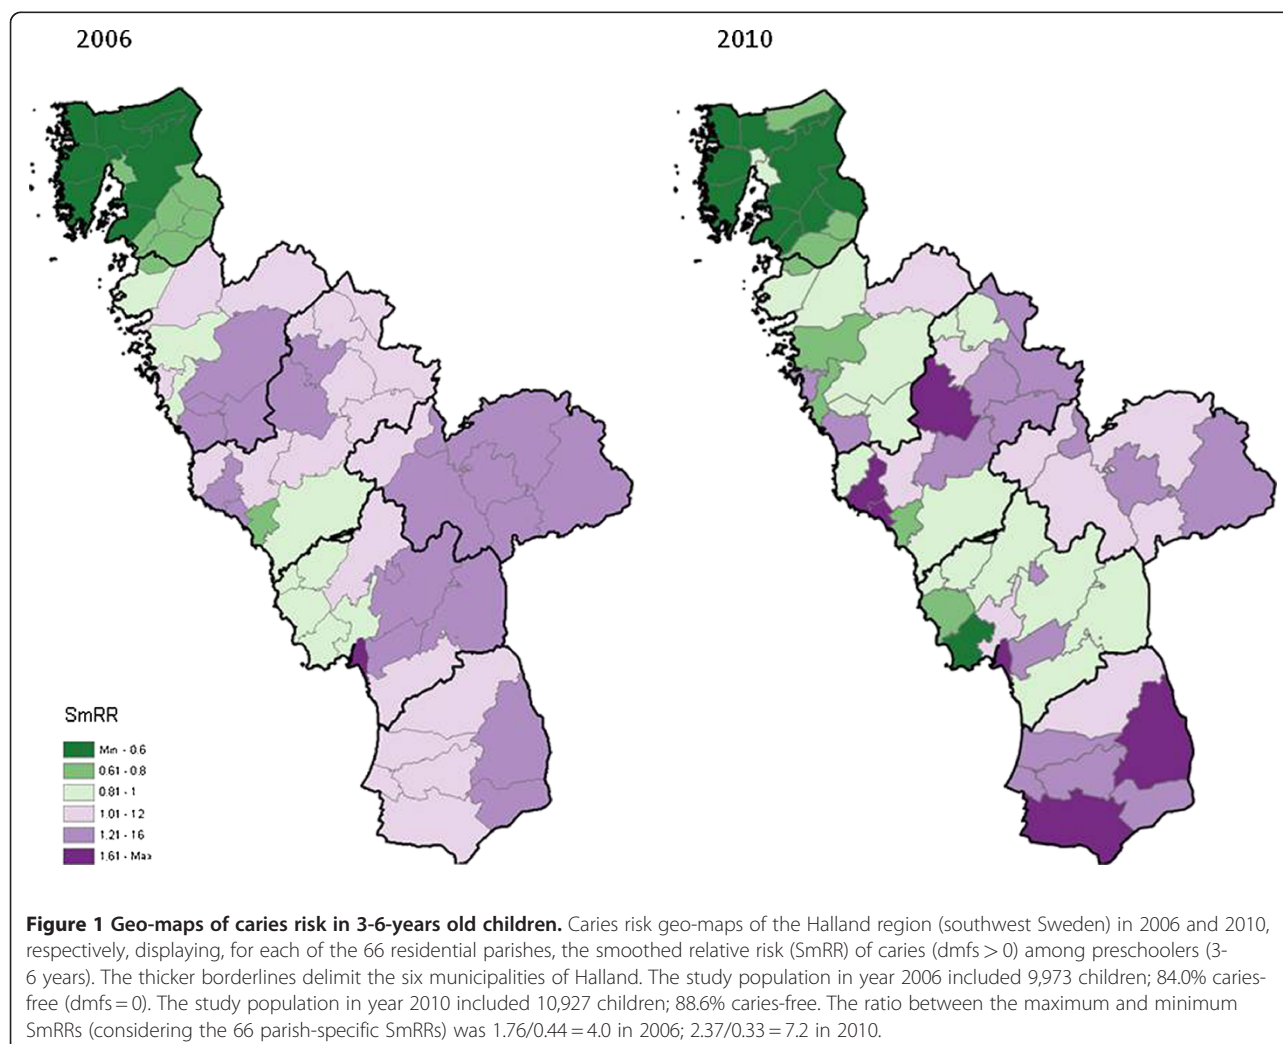 2006
2010
SmRR
Min - 0.6
0.61 - 0.8
0.81 - 1
1.01 - 1.2
1.21 - 1.6
1.61 - Max
Figure 1 Geo-maps of caries risk in 3-6-years old children. Caries risk geo-maps of the Halland region (southwest Sweden) in 2006 and 2010,
respectively, displaying, for each of the 66 residential parishes, the smoothed relative risk (SmRR) of caries (dmfs > 0) among preschoolers (3-
6 years). The thicker borderlines delimit the six municipalities of Halland. The study population in year 2006 included 9,973 children; 84.0% caries-
free (dmfs = 0). The study population in year 2010 included 10,927 children; 88.6% caries-free. The ratio between the maximum and minimum
SmRRs (considering the 66 parish-specific SmRRs) was 1.76/0.44 = 4.0 in 2006; 2.37/0.33 = 7.2 in 2010.